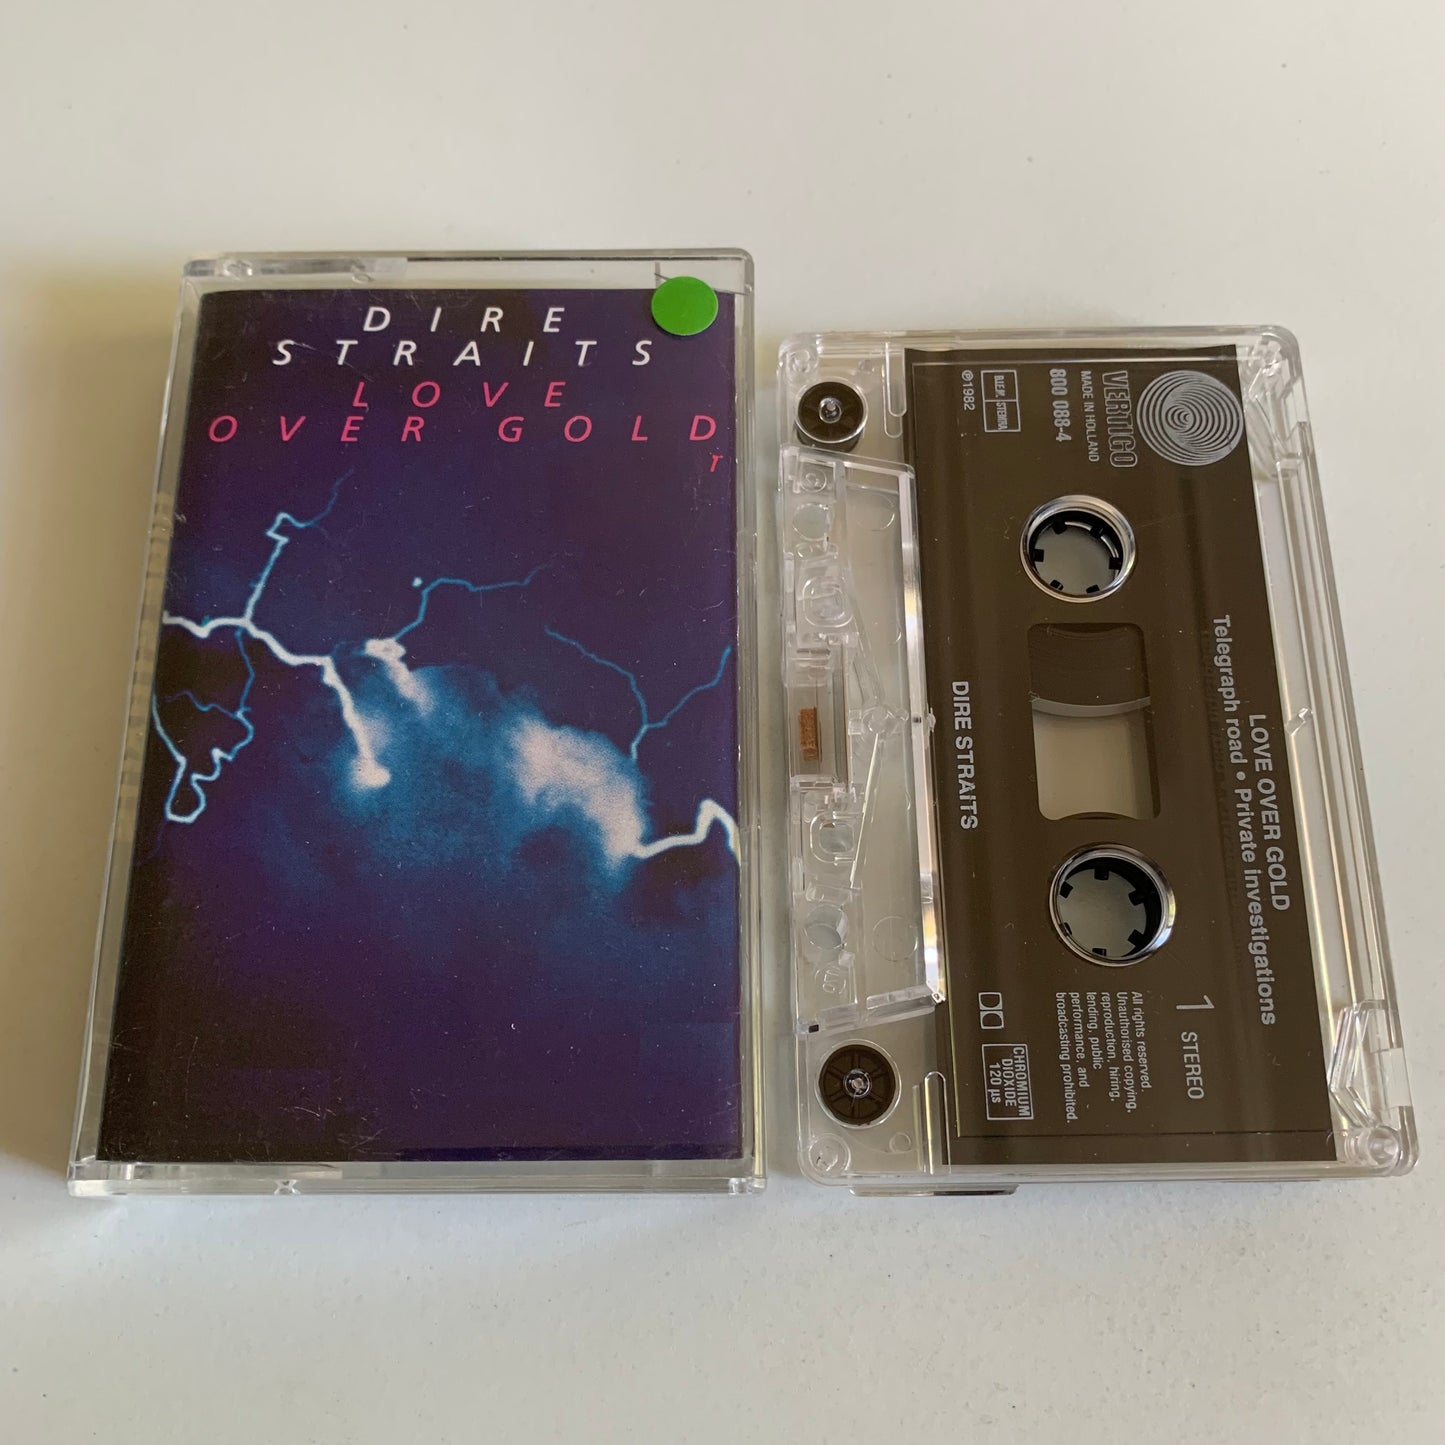 DIRE
STRAITS
LOVE
OVER GOLD
T
VERTIGO
MADE IN HOLLAND
800 088-4
B.I.E.M. STEMRA
℗1982
LOVE OVER GOLD
Telegraph road • Private investigations
DIRE STRAITS
1 STEREO
All rights reserved.
Unauthorised copying,
reproduction, hiring,
lending, public
performance, and
broadcasting prohibited.
CHROMIUM
DIOXIDE
120 µs